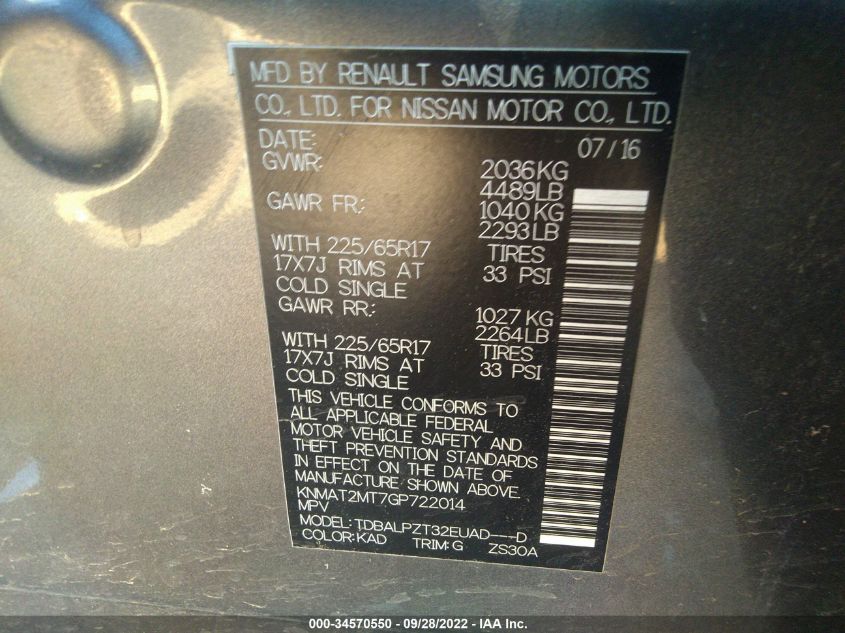 MFD BY RENAULT SAMSUNG MOTORS
CO., LTD. FOR NISSAN MOTOR CO., LTD.
DATE: 07/16
GVWR: 2036KG
4489LB
GAWR FR.: 1040KG
2293LB
WITH 225/65R17 TIRES
17X7J RIMS AT 33 PSI
COLD SINGLE
GAWR RR.: 1027KG
2264LB
WITH 225/65R17 TIRES
17X7J RIMS AT 33 PSI
COLD SINGLE
THIS VEHICLE CONFORMS TO
ALL APPLICABLE FEDERAL
MOTOR VEHICLE SAFETY AND
THEFT PREVENTION STANDARDS
IN EFFECT ON THE DATE OF
MANUFACTURE SHOWN ABOVE.
KNMAT2MT7GP722014
MPV
MODEL: TDBALPZT32EUAD---D
COLOR: KAD TRIM: G ZS30A
000-34570550 - 09/28/2022 - IAA Inc.